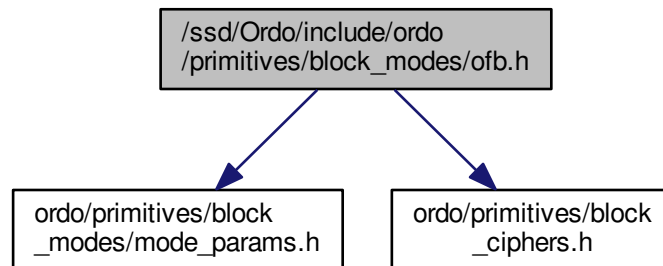 /ssd/Ordo/include/ordo
/primitives/block_modes/ofb.h
ordo/primitives/block
_modes/mode_params.h
ordo/primitives/block
_ciphers.h